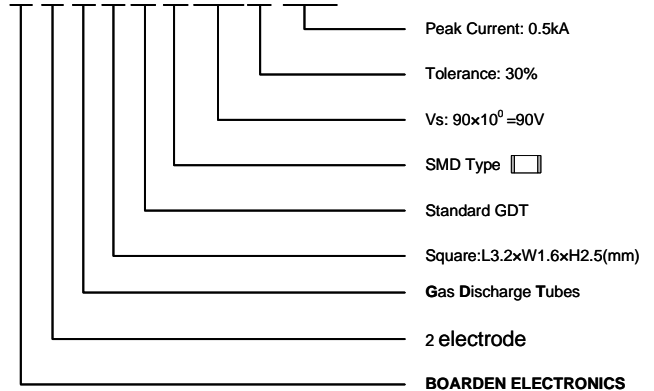 Peak Current: 0.5kA
Tolerance: 30%
Vs: 90×10⁰ =90V
SMD Type
Standard GDT
Square:L3.2×W1.6×H2.5(mm)
Gas Discharge Tubes
2 electrode
BOARDEN ELECTRONICS